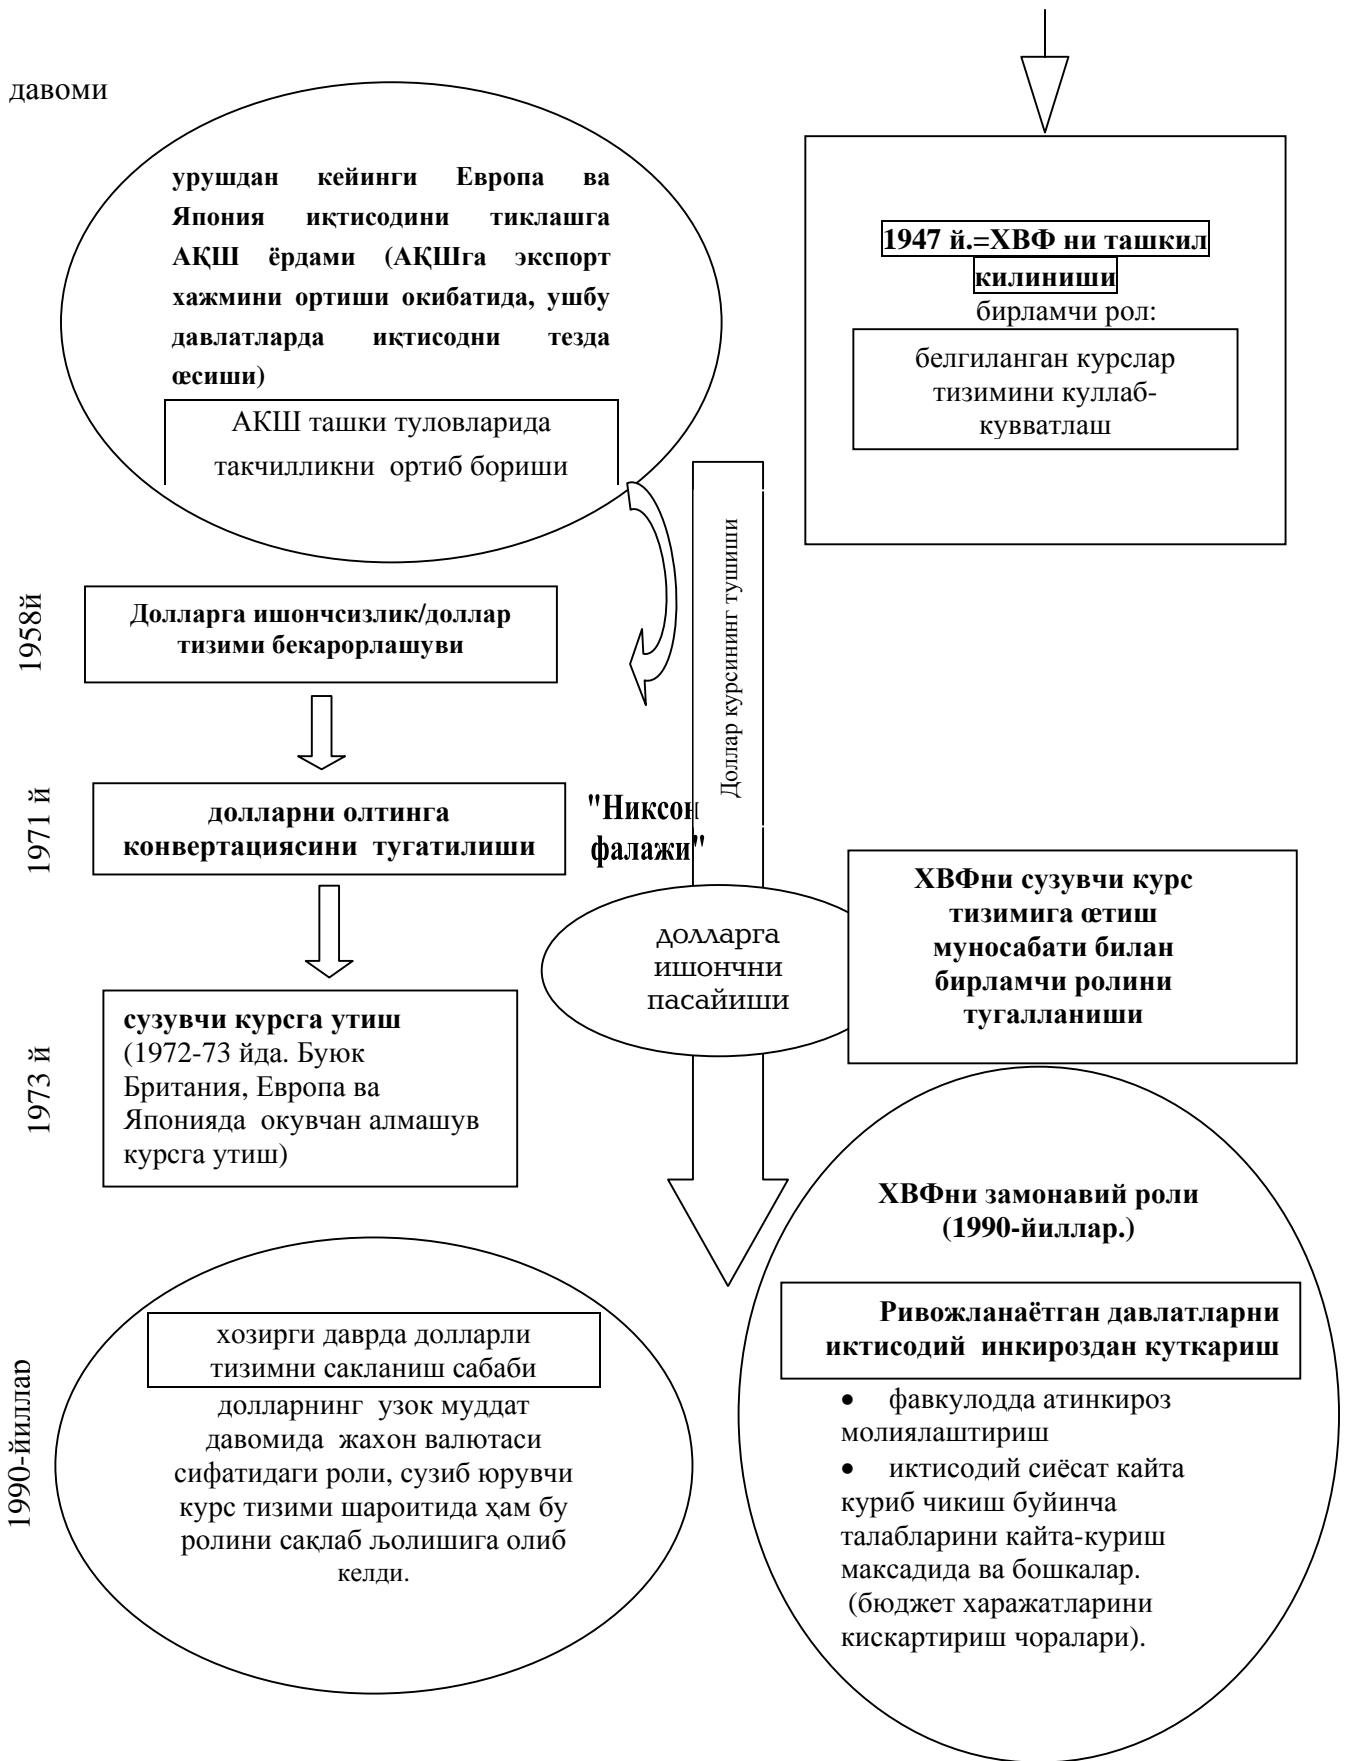 давоми
урушдан кейинги Европа ва
Япония иқтисодини тиклашга
АҚШ ёрдами (АҚШга экспорт
хажмини ортиши окибатида, ушбу
давлатларда иқтисодни тезда
œсиши)
АКШ ташки туловларида
такчилликни ортиб бориши
1947 й.=ХВФ ни ташкил
килиниши
бирламчи рол:
белгиланган курслар
тизимини куллаб-
кувватлаш
Доллар курсининг тушиши
1958й
Долларга ишончсизлик/доллар
тизими бекарорлашуви
1971 й
долларни олтинга
конвертациясини тугатилиши
"Никсон
фалажи"
долларга
ишончни
пасайиши
ХВФни сузувчи курс
тизимига œтиш
муносабати билан
бирламчи ролини
тугалланиши
1973 й
сузувчи курсга утиш
(1972-73 йда. Буюк
Британия, Европа ва
Японияда окувчан алмашув
курсга утиш)
ХВФни замонавий роли
(1990-йиллар.)
Ривожланаётган давлатларни
иктисодий инкироздан куткариш
• фавкулодда атинкироз
молиялаштириш
• иктисодий сиёсат кайта
куриб чикиш буйинча
талабларини кайта-куриш
максадида ва бошкалар.
(бюджет харажатларини
кискартириш чоралари).
1990-йиллар
хозирги даврда долларли
тизимни сакланиш сабаби
долларнинг узок муддат
давомида жахон валютаси
сифатидаги роли, сузиб юрувчи
курс тизими шароитида ҳам бу
ролини сақлаб љолишига олиб
келди.